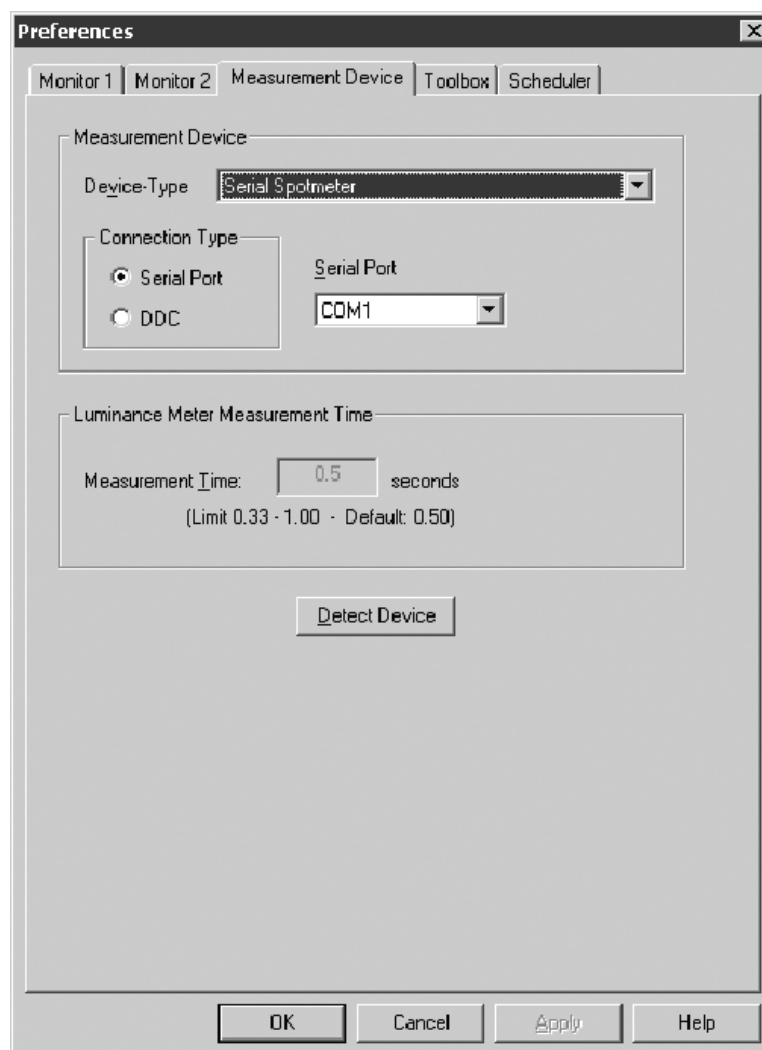 Preferences
Monitor 1 Monitor 2 Measurement Device Toolbox Scheduler
Measurement Device
Device-Type Serial Spotmeter
Connection Type
Serial Port
DDC
Serial Port
COM1
Luminance Meter Measurement Time
Measurement Time: 0.5 seconds
(Limit 0.33 - 1.00 - Default: 0.50)
Detect Device
OK Cancel Apply Help